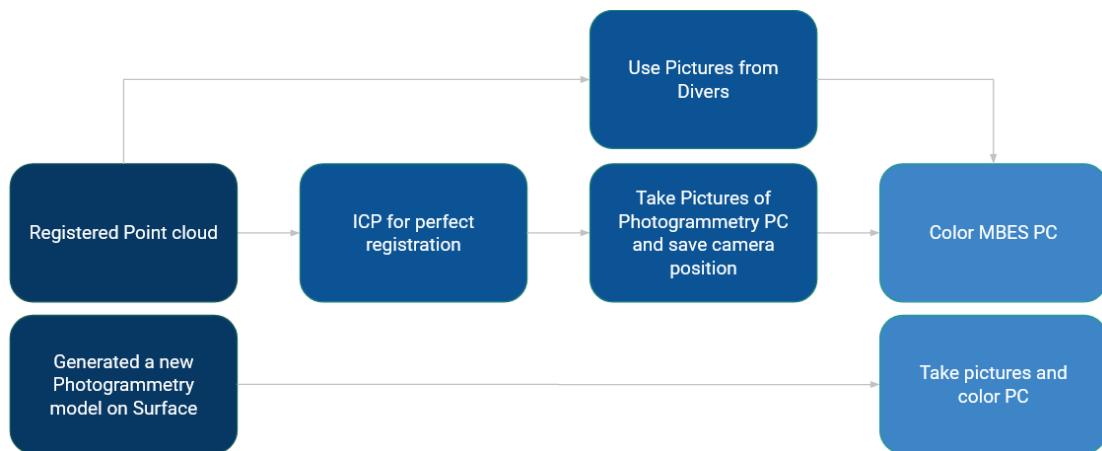 Use Pictures from
Divers
Registered Point cloud
ICP for perfect
registration
Take Pictures of
Photogrammetry PC
and save camera
position
Color MBES PC
Generated a new
Photogrammetry
model on Surface
Take pictures and
color PC